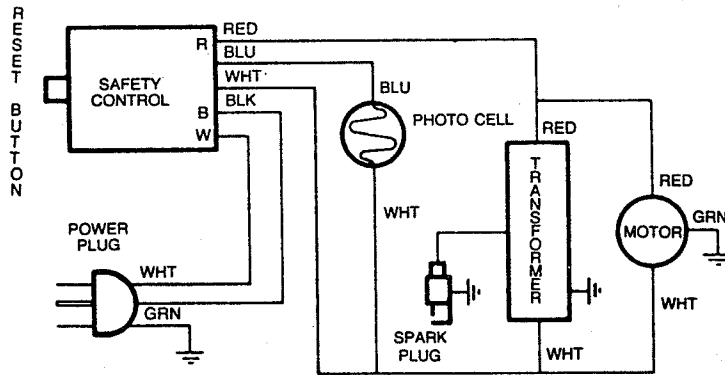 RESET BUTTON
R
RED
BLU
WHT
BLK
B
W
SAFETY
CONTROL
BLU
PHOTO CELL
RED
TRANSFORMER
RED
GRN
MOTOR
WHT
WHT
POWER
PLUG
WHT
GRN
SPARK
PLUG
WHT